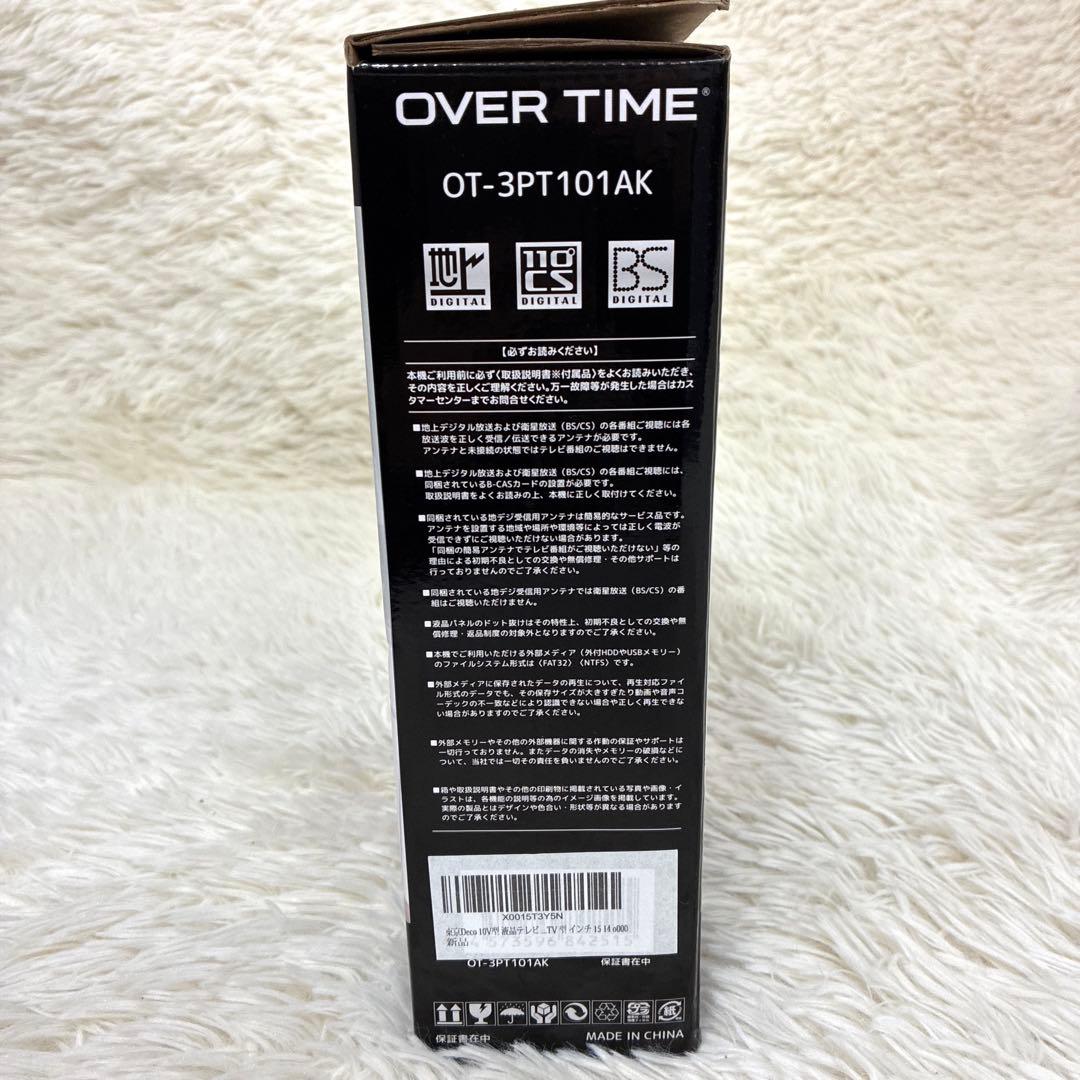 OVER TIME®
OT-3PT101AK
地上 110°CS BS
DIGITAL DIGITAL DIGITAL
【必ずお読みください】
本機ご利用前に必ず〈取扱説明書※付属品〉をよくお読みいただき、
その内容を正しくご理解ください。万一故障等が発生した場合はカス
タマーセンターまでお問合せください。
■地上デジタル放送および衛星放送（BS/CS）の各番組ご視聴には各
放送波を正しく受信/伝送できるアンテナが必要です。
アンテナと未接続の状態ではテレビ番組のご視聴はできません。
■地上デジタル放送および衛星放送（BS/CS）の各番組ご視聴には、
同梱されているB-CASカードの設置が必要です。
取扱説明書をよくお読みの上、本機に正しく取付けてください。
■同梱されている地デジ受信用アンテナは簡易的なサービス品です。
アンテナを設置する地域や場所や環境等によっては正しく電波が
受信できずにご視聴いただけない場合があります。
「同梱の簡易アンテナでテレビ番組がご視聴いただけない」等の
理由による初期不良としての交換や無償修理・その他サポートは
行っておりませんのでご了承ください。
■同梱されている地デジ受信用アンテナでは衛星放送（BS/CS）の番
組はご視聴いただけません。
■液晶パネルのドット抜けはその特性上、初期不良としての交換や無
償修理・返品制度の対象外となりますのでご了承ください。
■本機でご利用いただける外部メディア（外付HDDやUSBメモリー）
のファイルシステム形式は〈FAT32〉〈NTFS〉です。
■外部メディアに保存されたデータの再生について、再生対応ファイ
ル形式のデータでも、その保存サイズが大きすぎたり動画や音声コ
ーデックの不一致などにより認識できない場合や正しく再生できな
い場合がありますのでご了承ください。
■外部メモリーやその他の外部機器に関する作動の保証やサポートは
一切行っておりません。またデータの消失やメモリーの破損などに
ついて、当社では一切その責任を負いませんのでご了承ください。
■箱や取扱説明書やその他の印刷物に掲載されている写真や画像・イ
ラストは、各機能の説明等の為のイメージ画像を掲載しています。
実際の製品とはデザインや色合い・形状等が異なる場合があります
のでご了承ください。
X0015T3Y5N
東京Deco 10V型 液晶テレビ ...TV 型 インチ 15 14 o000
新品
4573596842515
OT-3PT101AK 保証書在中
紙
保証書在中 MADE IN CHINA